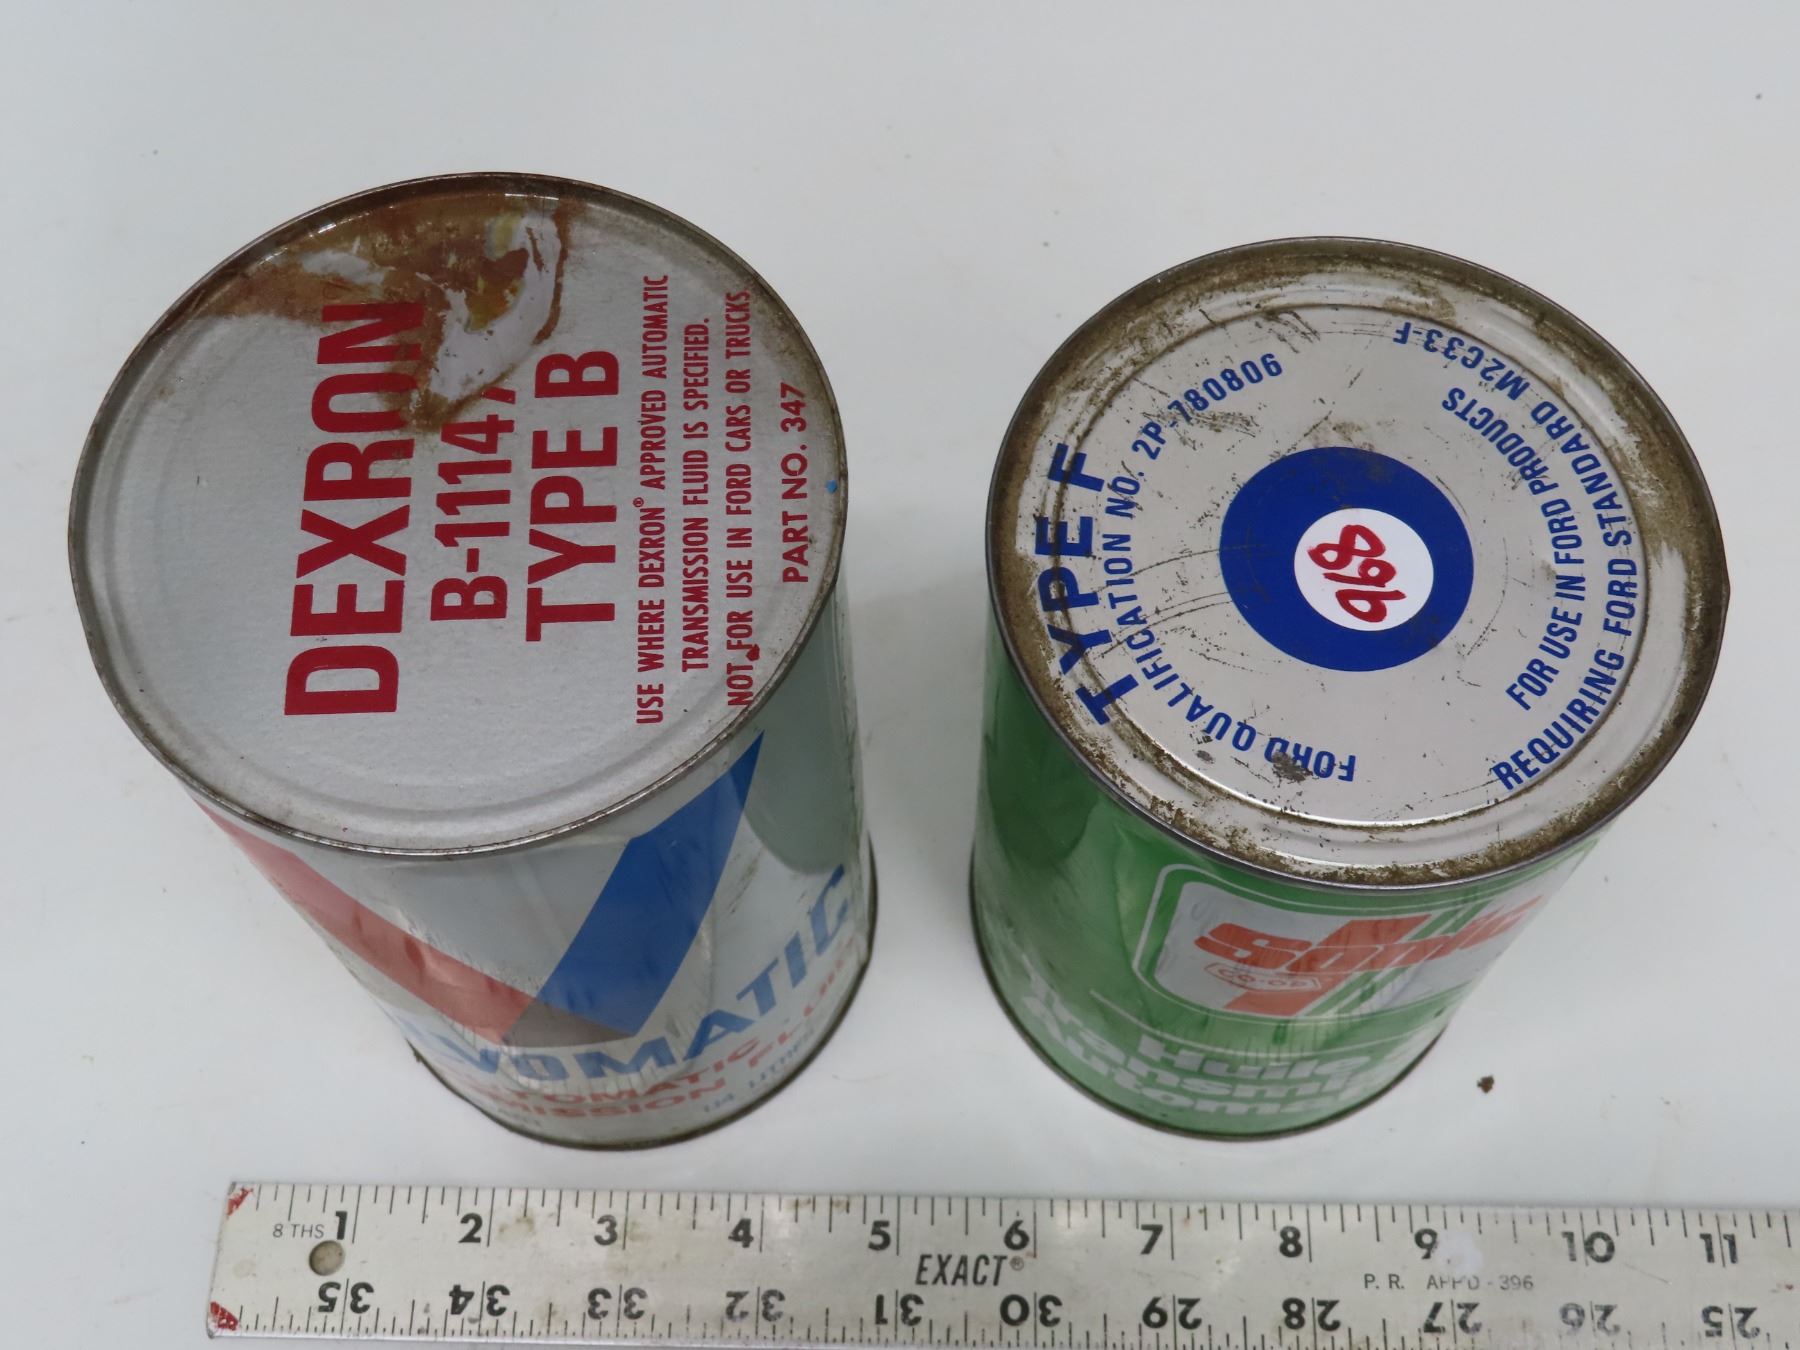 DEXRON
B-11147
TYPE B
USE WHERE DEXRON® APPROVED AUTOMATIC
TRANSMISSION FLUID IS SPECIFIED.
NOT FOR USE IN FORD CARS OR TRUCKS
PART NO. 347
TYPE F
FORD QUALIFICATION NO. 2P-780806
FOR USE IN FORD PRODUCTS
REQUIRING FORD STANDARD M2C33-F
968
Sonic
CO-OP
Huile
8 THS 1 2 3 4 5 6 7 8 9 10 11
EXACT®
P. R. APP'D - 396
35 34 33 32 31 30 29 28 27 26 25